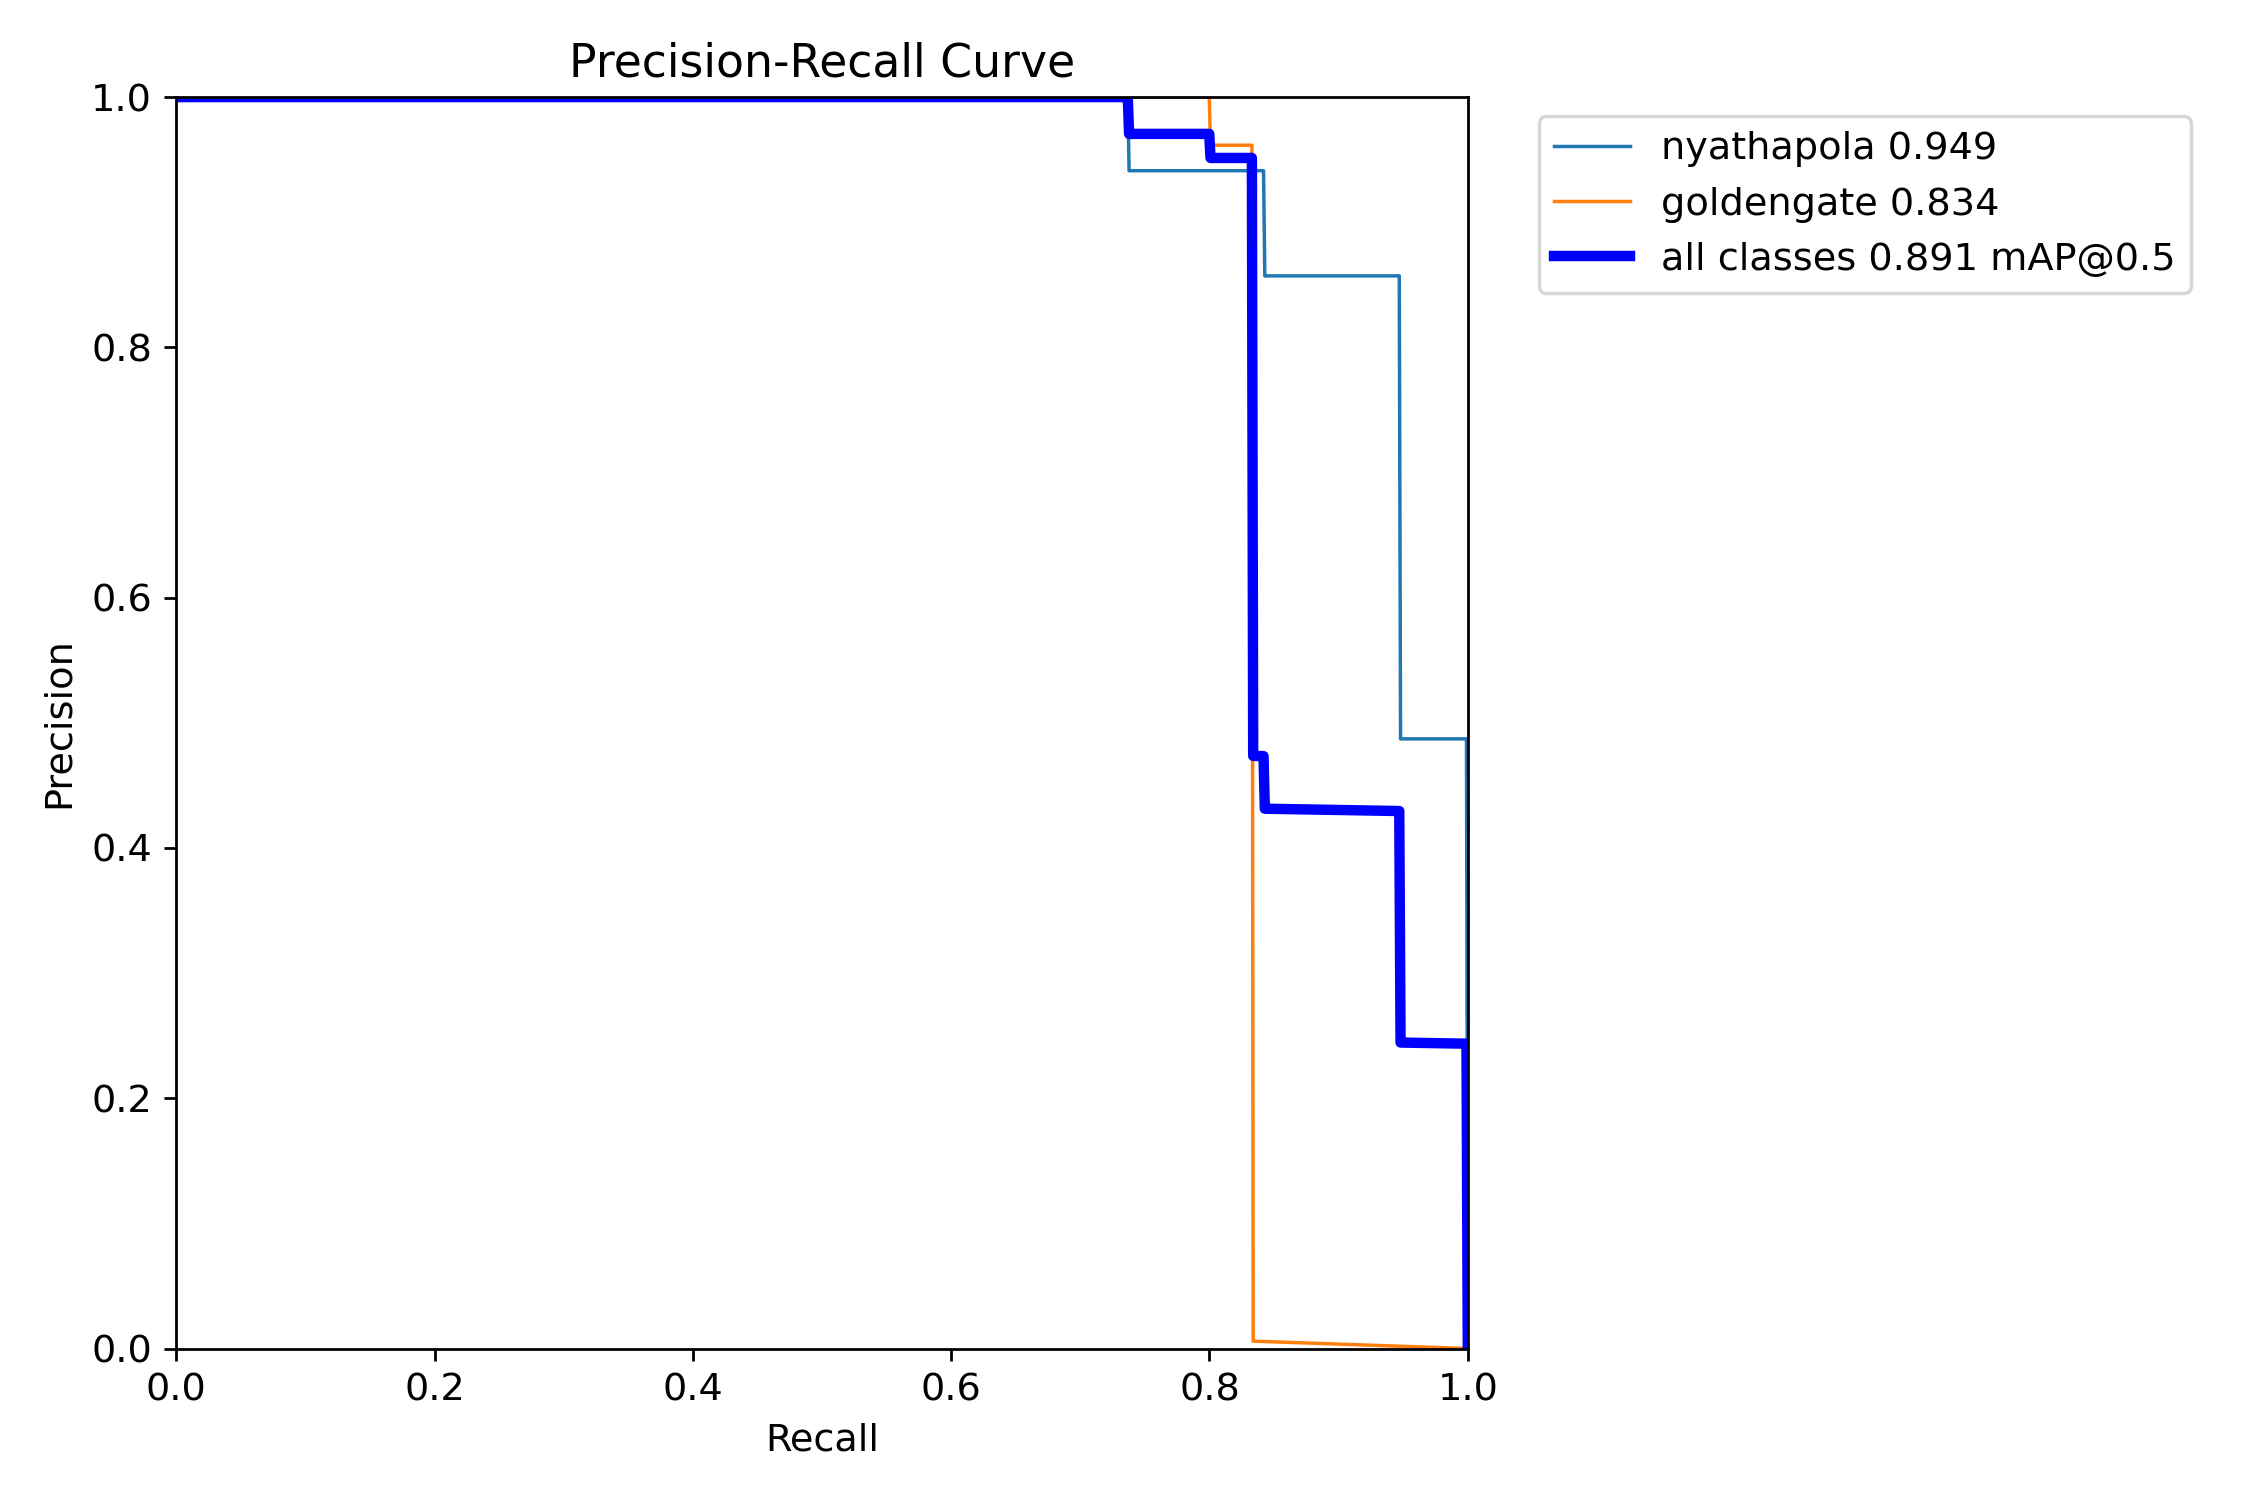 Precision-Recall Curve
nyathapola 0.949
goldengate 0.834
all classes 0.891 mAP@0.5
1.0
0.8
0.6
0.4
0.2
0.0
Precision
0.0 0.2 0.4 0.6 0.8 1.0
Recall